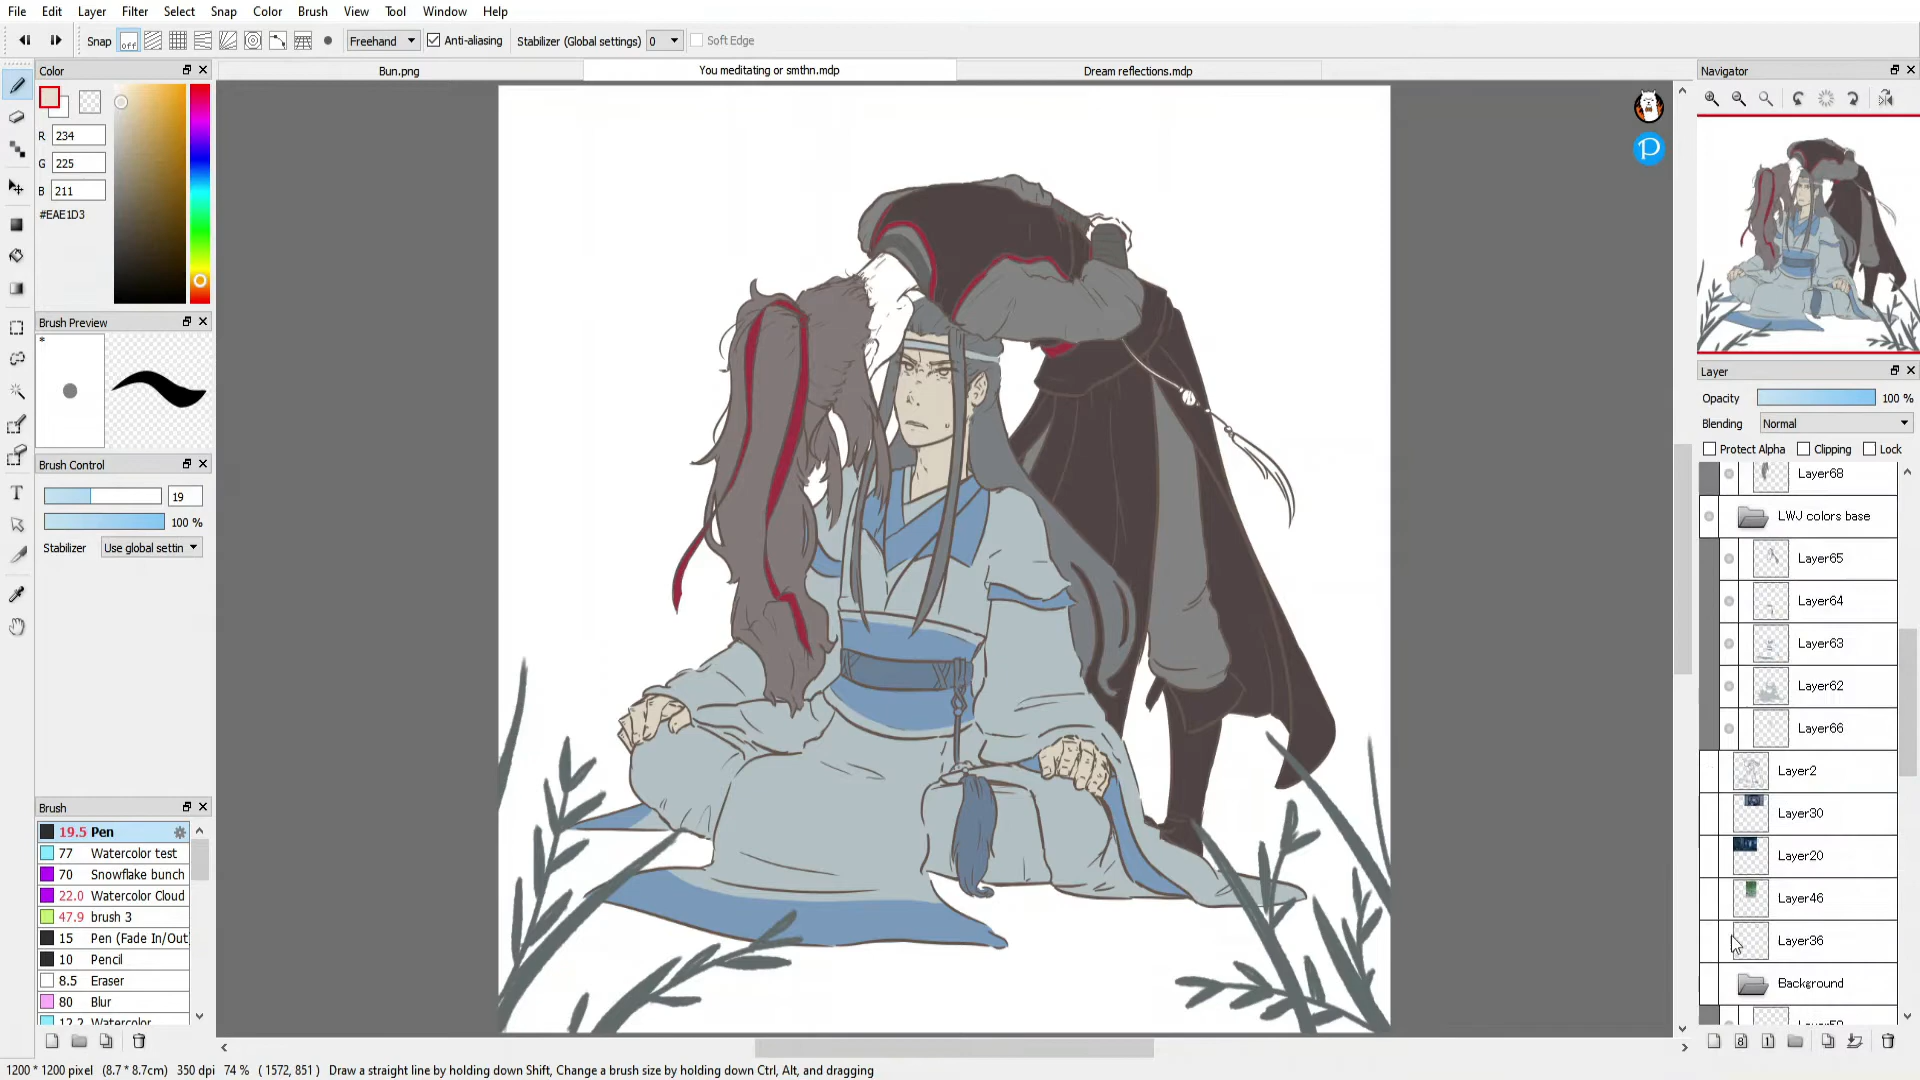 File Edit Layer Filter Select Snap Color Brush View Tool Window Help
Snap off Freehand Anti-aliasing Stabilizer (Global settings) 0 Soft Edge
Color Bun.png You meditating or smthn.mdp Dream reflections.mdp Navigator
R 234
G 225
B 211
#EAE1D3
P
Brush Preview
*
Brush Control
19
100 %
Stabilizer Use global settin
Brush
19.5 Pen
77 Watercolor test
70 Snowflake bunch
22.0 Watercolor Cloud
47.9 brush 3
15 Pen (Fade In/Out
10 Pencil
8.5 Eraser
80 Blur
12.2 Watercolor
Layer
Opacity 100 %
Blending Normal
Protect Alpha Clipping Lock
Layer68
LWJ colors base
Layer65
Layer64
Layer63
Layer62
Layer66
Layer2
Layer30
Layer20
Layer46
Layer36
Background
8 1
1200 * 1200 pixel (8.7 * 8.7cm) 350 dpi 74 % ( 1572, 851 ) Draw a straight line by holding down Shift, Change a brush size by holding down Ctrl, Alt, and dragging